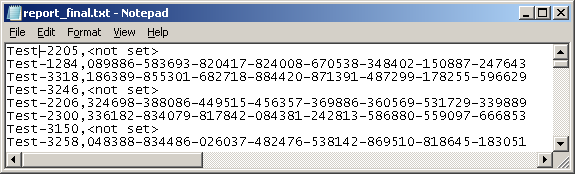 report_final.txt - Notepad
File Edit Format View Help
Test-2205,<not set>
Test-1284,089886-583693-820417-824008-670538-348402-150887-247643
Test-3318,186389-855301-682718-884420-871391-487299-178255-596629
Test-3246,<not set>
Test-2206,324698-388086-449515-456357-369886-360569-531729-339889
Test-2300,336182-834079-817842-084381-242813-586880-559097-666853
Test-3150,<not set>
Test-3258,048388-834486-026037-482476-538142-869510-818645-183051